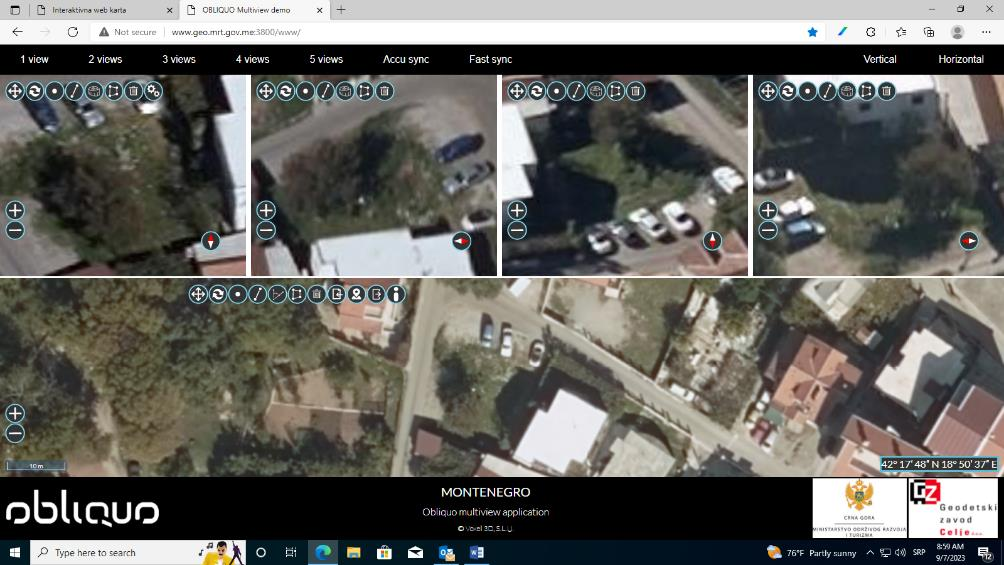 Interaktivna web karta
OBLIQUO Multiview demo
Not secure
www.geo.mrt.gov.me:3800/www/
1 view 2 views 3 views 4 views 5 views Accu sync Fast sync Vertical Horizontal
10 m
42° 17' 48" N 18° 50' 37" E
obliquo
MONTENEGRO
Obliquo multiview application
© Voxel 3D, S.L.U.
CRNA GORA
MINISTARSTVO ODRŽIVOG RAZVOJA
I TURIZMA
GZ
Geodetski
zavod
Celje d.o.o.
Type here to search
76°F Partly sunny
SRP
8:59 AM
9/7/2023
12